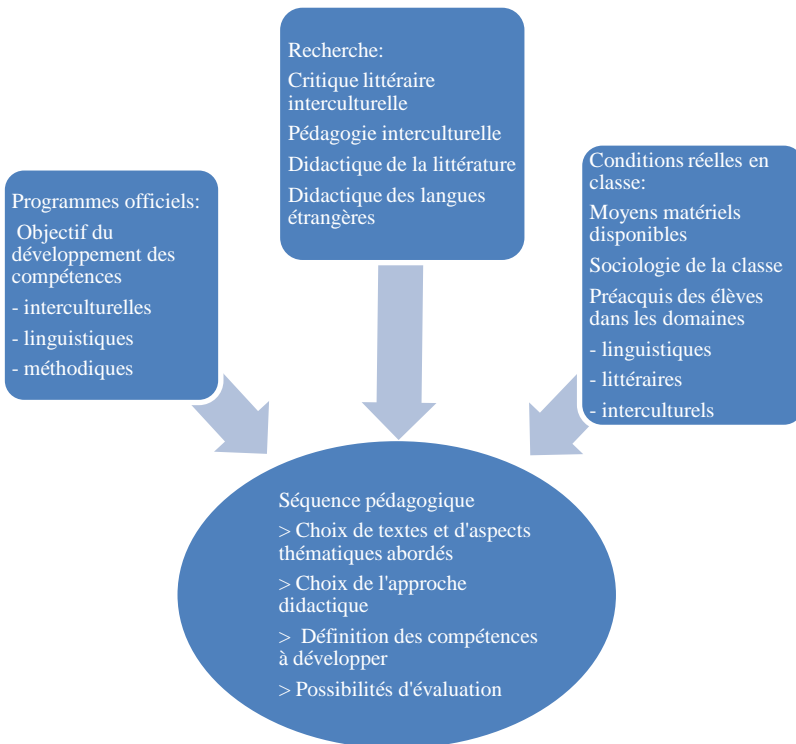 Recherche:
Critique littéraire
interculturelle
Pédagogie interculturelle
Didactique de la littérature
Didactique des langues
étrangères
Programmes officiels:
Objectif du
développement des
compétences
- interculturelles
- linguistiques
- méthodiques
Conditions réelles en
classe:
Moyens matériels
disponibles
Sociologie de la classe
Préacquis des élèves
dans les domaines
- linguistiques
- littéraires
- interculturels
Séquence pédagogique
> Choix de textes et d'aspects
thématiques abordés
> Choix de l'approche
didactique
> Définition des compétences
à développer
> Possibilités d'évaluation